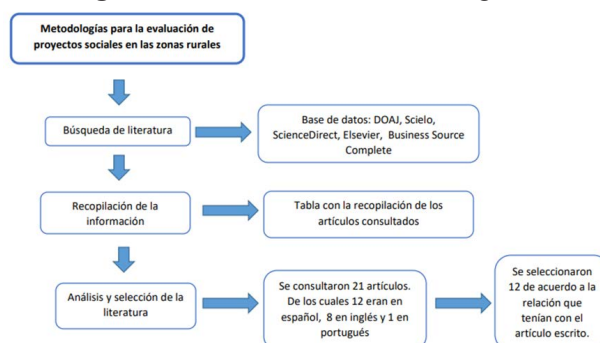 Metodologías para la evaluación de
proyectos sociales en las zonas rurales
Búsqueda de literatura
Base de datos: DOAJ, Scielo,
ScienceDirect, Elsevier, Business Source
Complete
Recopilación de la
información
Tabla con la recopilación de los
artículos consultados
Análisis y selección de la
literatura
Se consultaron 21 artículos.
De los cuales 12 eran en
español, 8 en inglés y 1 en
portugués
Se seleccionaron
12 de acuerdo a la
relación que
tenían con el
artículo escrito.